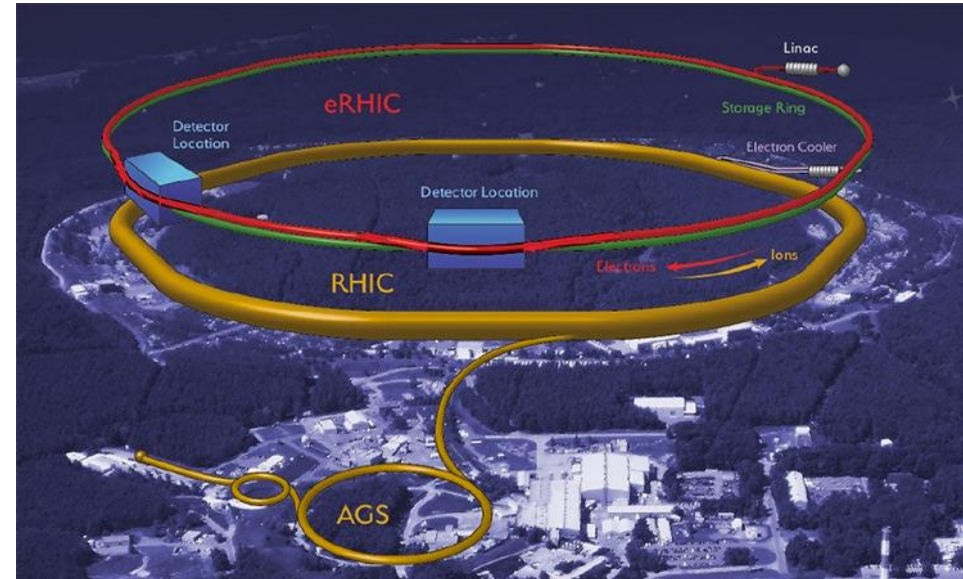 Linac
eRHIC
Storage Ring
Detector
Location
Electron Cooler
Detector Location
Electrons
Ions
RHIC
AGS